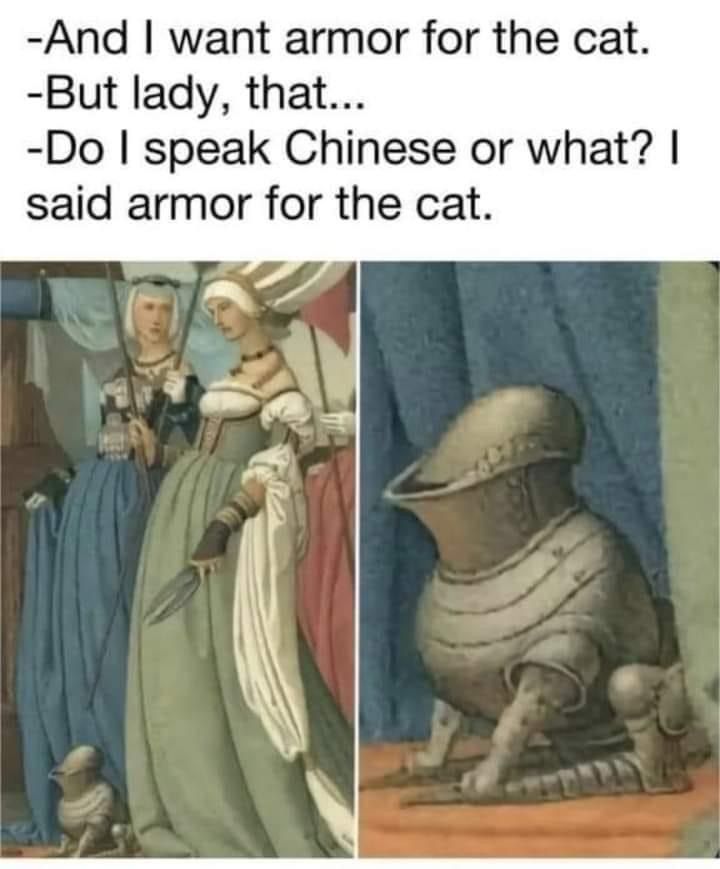 -And I want armor for the cat.
-But lady, that...
-Do I speak Chinese or what? I
said armor for the cat.